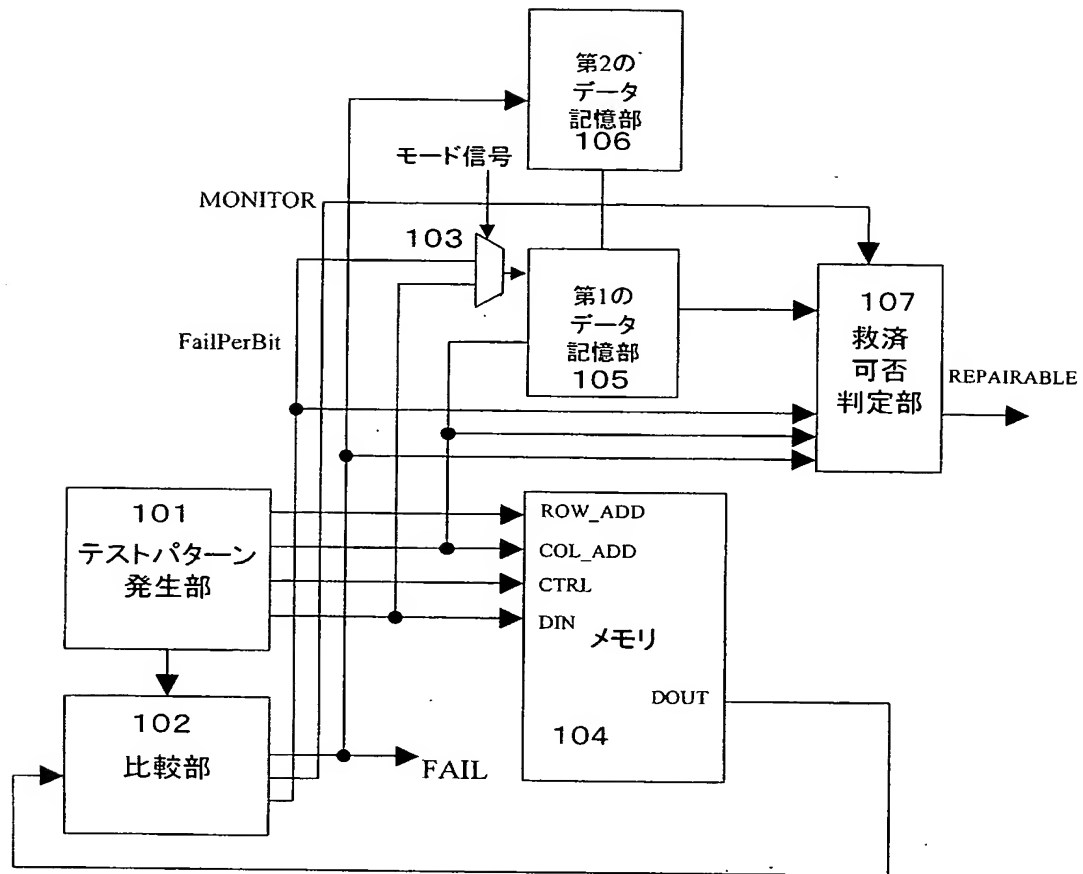 第2の
データ
記憶部
106
モード信号
MONITOR
103
第1の
データ
記憶部
105
107
救済
可否
判定部
FailPerBit
REPAIRABLE
101
テストパターン
発生部
ROW_ADD
COL_ADD
CTRL
DIN
メモリ
DOUT
104
102
比較部
FAIL